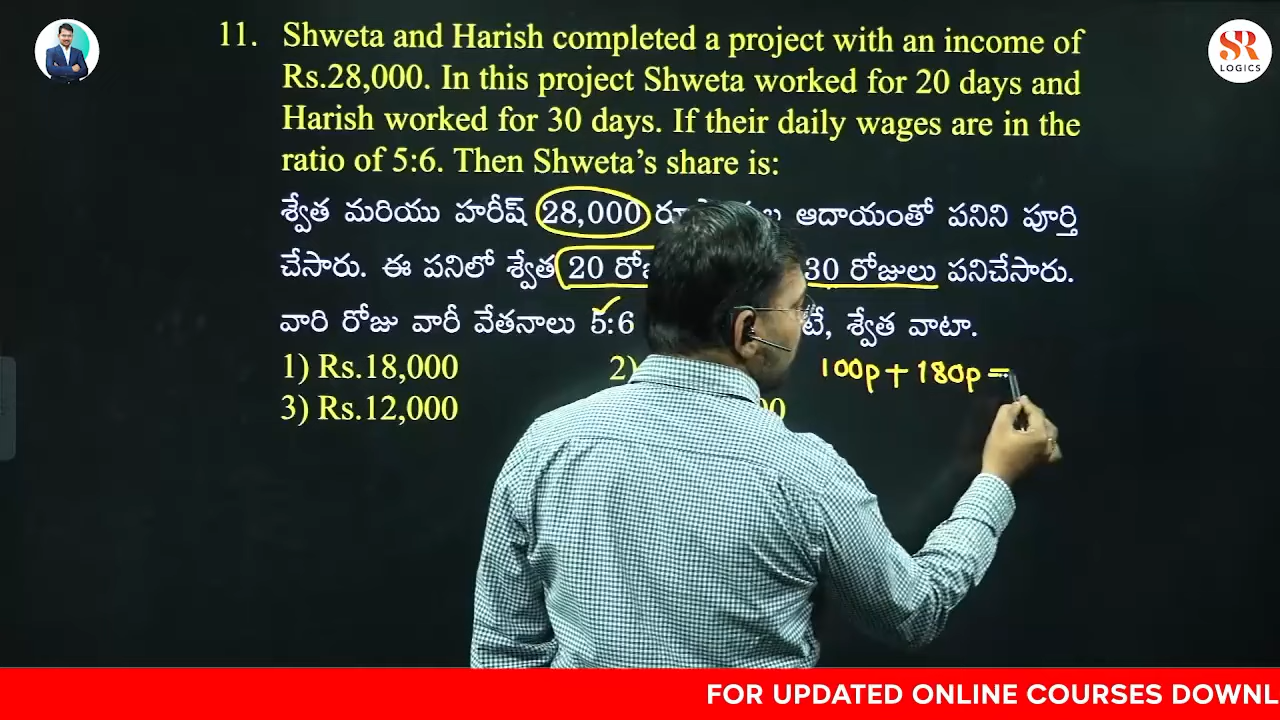 11. Shweta and Harish completed a project with an income of
Rs.28,000. In this project Shweta worked for 20 days and
Harish worked for 30 days. If their daily wages are in the
ratio of 5:6. Then Shweta's share is:
శ్వేత మరియు హరీష్ 28,000 ఆదాయంతో పనిని పూర్తి
చేసారు. ఈ పనిలో శ్వేత 20 30 రోజులు పనిచేసారు.
వారి రోజు వారీ వేతనాలు 5:6 శ్వేత వాటా.
1) Rs.18,000 2) 100p + 180p =
3) Rs.12,000
SR
LOGICS
FOR UPDATED ONLINE COURSES DOWNL